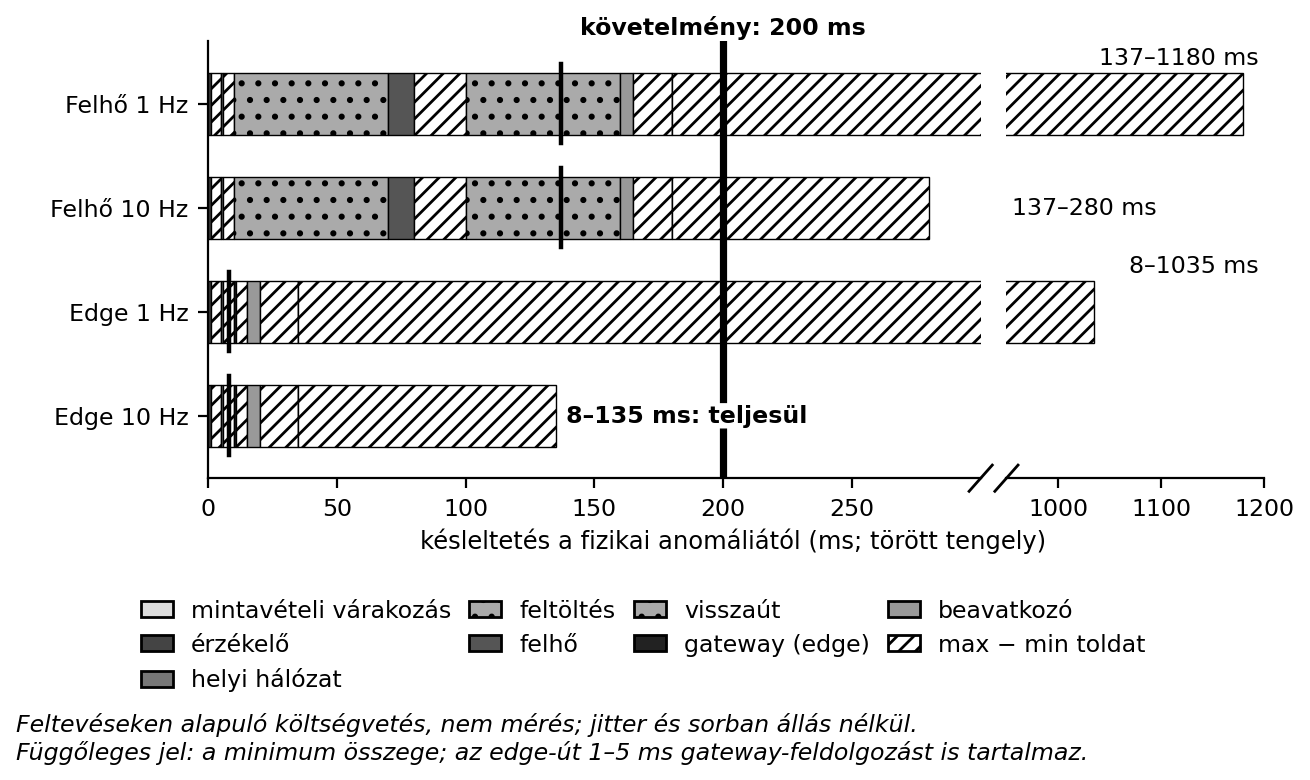 követelmény: 200 ms
137–1180 ms
Felhő 1 Hz
Felhő 10 Hz
137–280 ms
8–1035 ms
Edge 1 Hz
Edge 10 Hz
8–135 ms: teljesül
0 50 100 150 200 250 1000 1100 1200
késleltetés a fizikai anomáliától (ms; törött tengely)
mintavételi várakozás feltöltés visszaút beavatkozó
érzékelő felhő gateway (edge) max − min toldat
helyi hálózat
Feltevéseken alapuló költségvetés, nem mérés; jitter és sorban állás nélkül.
Függőleges jel: a minimum összege; az edge-út 1–5 ms gateway-feldolgozást is tartalmaz.